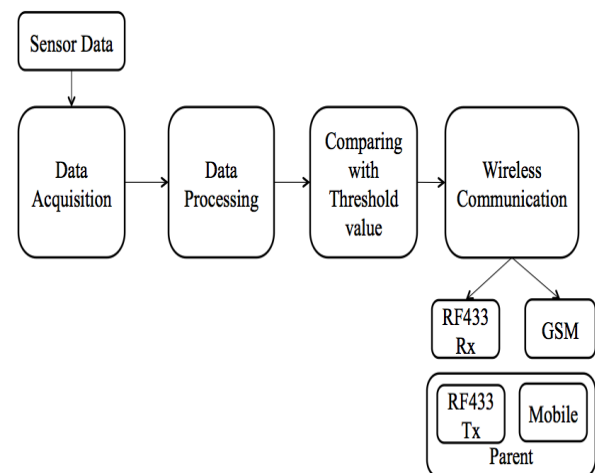 Sensor Data
Data
Acquisition
Data
Processing
Comparing
with
Threshold
value
Wireless
Communication
RF433
Rx
GSM
RF433
Tx
Mobile
Parent